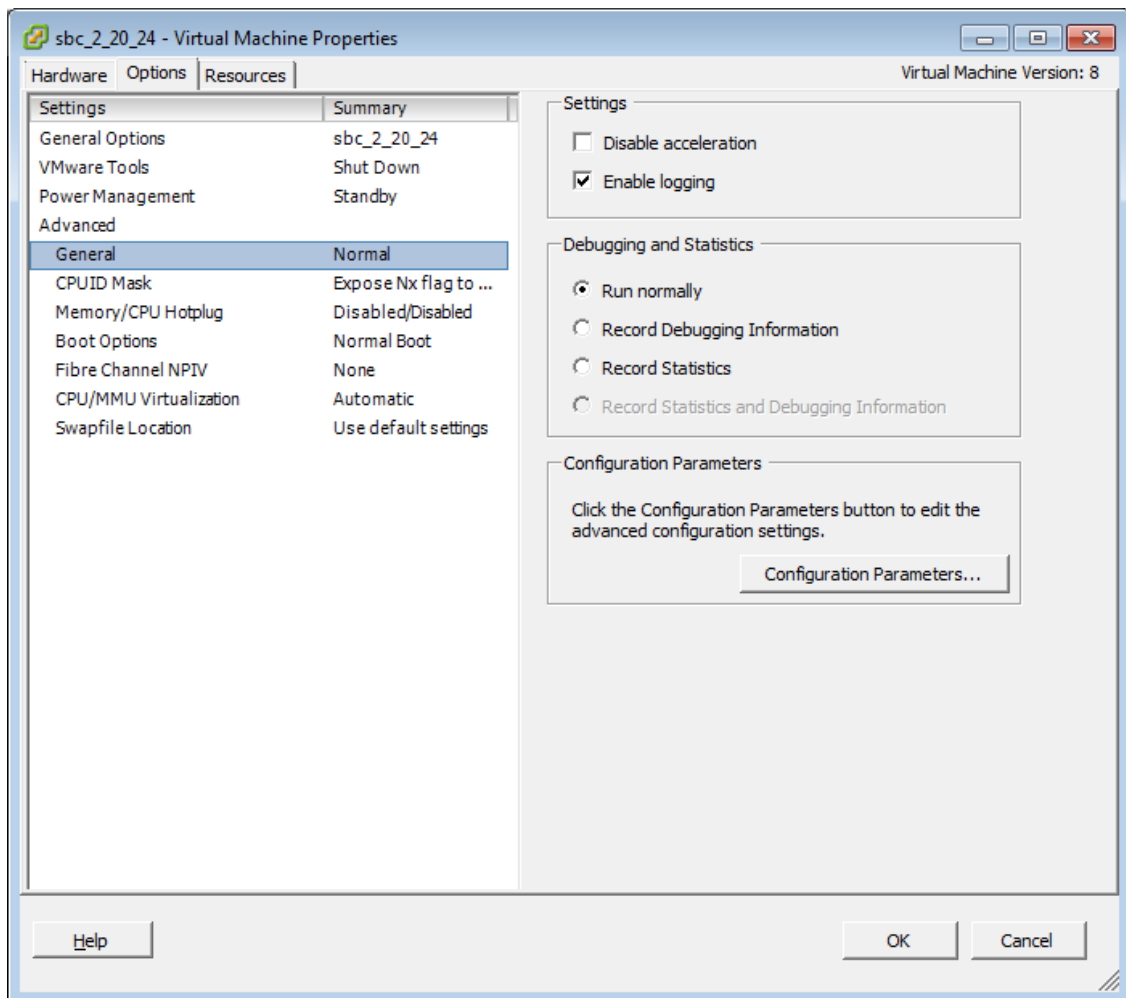 sbc_2_20_24 - Virtual Machine Properties
Hardware Options Resources Virtual Machine Version: 8
Settings Summary
General Options sbc_2_20_24
VMware Tools Shut Down
Power Management Standby
Advanced
General Normal
CPUID Mask Expose Nx flag to ...
Memory/CPU Hotplug Disabled/Disabled
Boot Options Normal Boot
Fibre Channel NPIV None
CPU/MMU Virtualization Automatic
Swapfile Location Use default settings
Settings
Disable acceleration
Enable logging
Debugging and Statistics
Run normally
Record Debugging Information
Record Statistics
Record Statistics and Debugging Information
Configuration Parameters
Click the Configuration Parameters button to edit the
advanced configuration settings.
Configuration Parameters...
Help OK Cancel